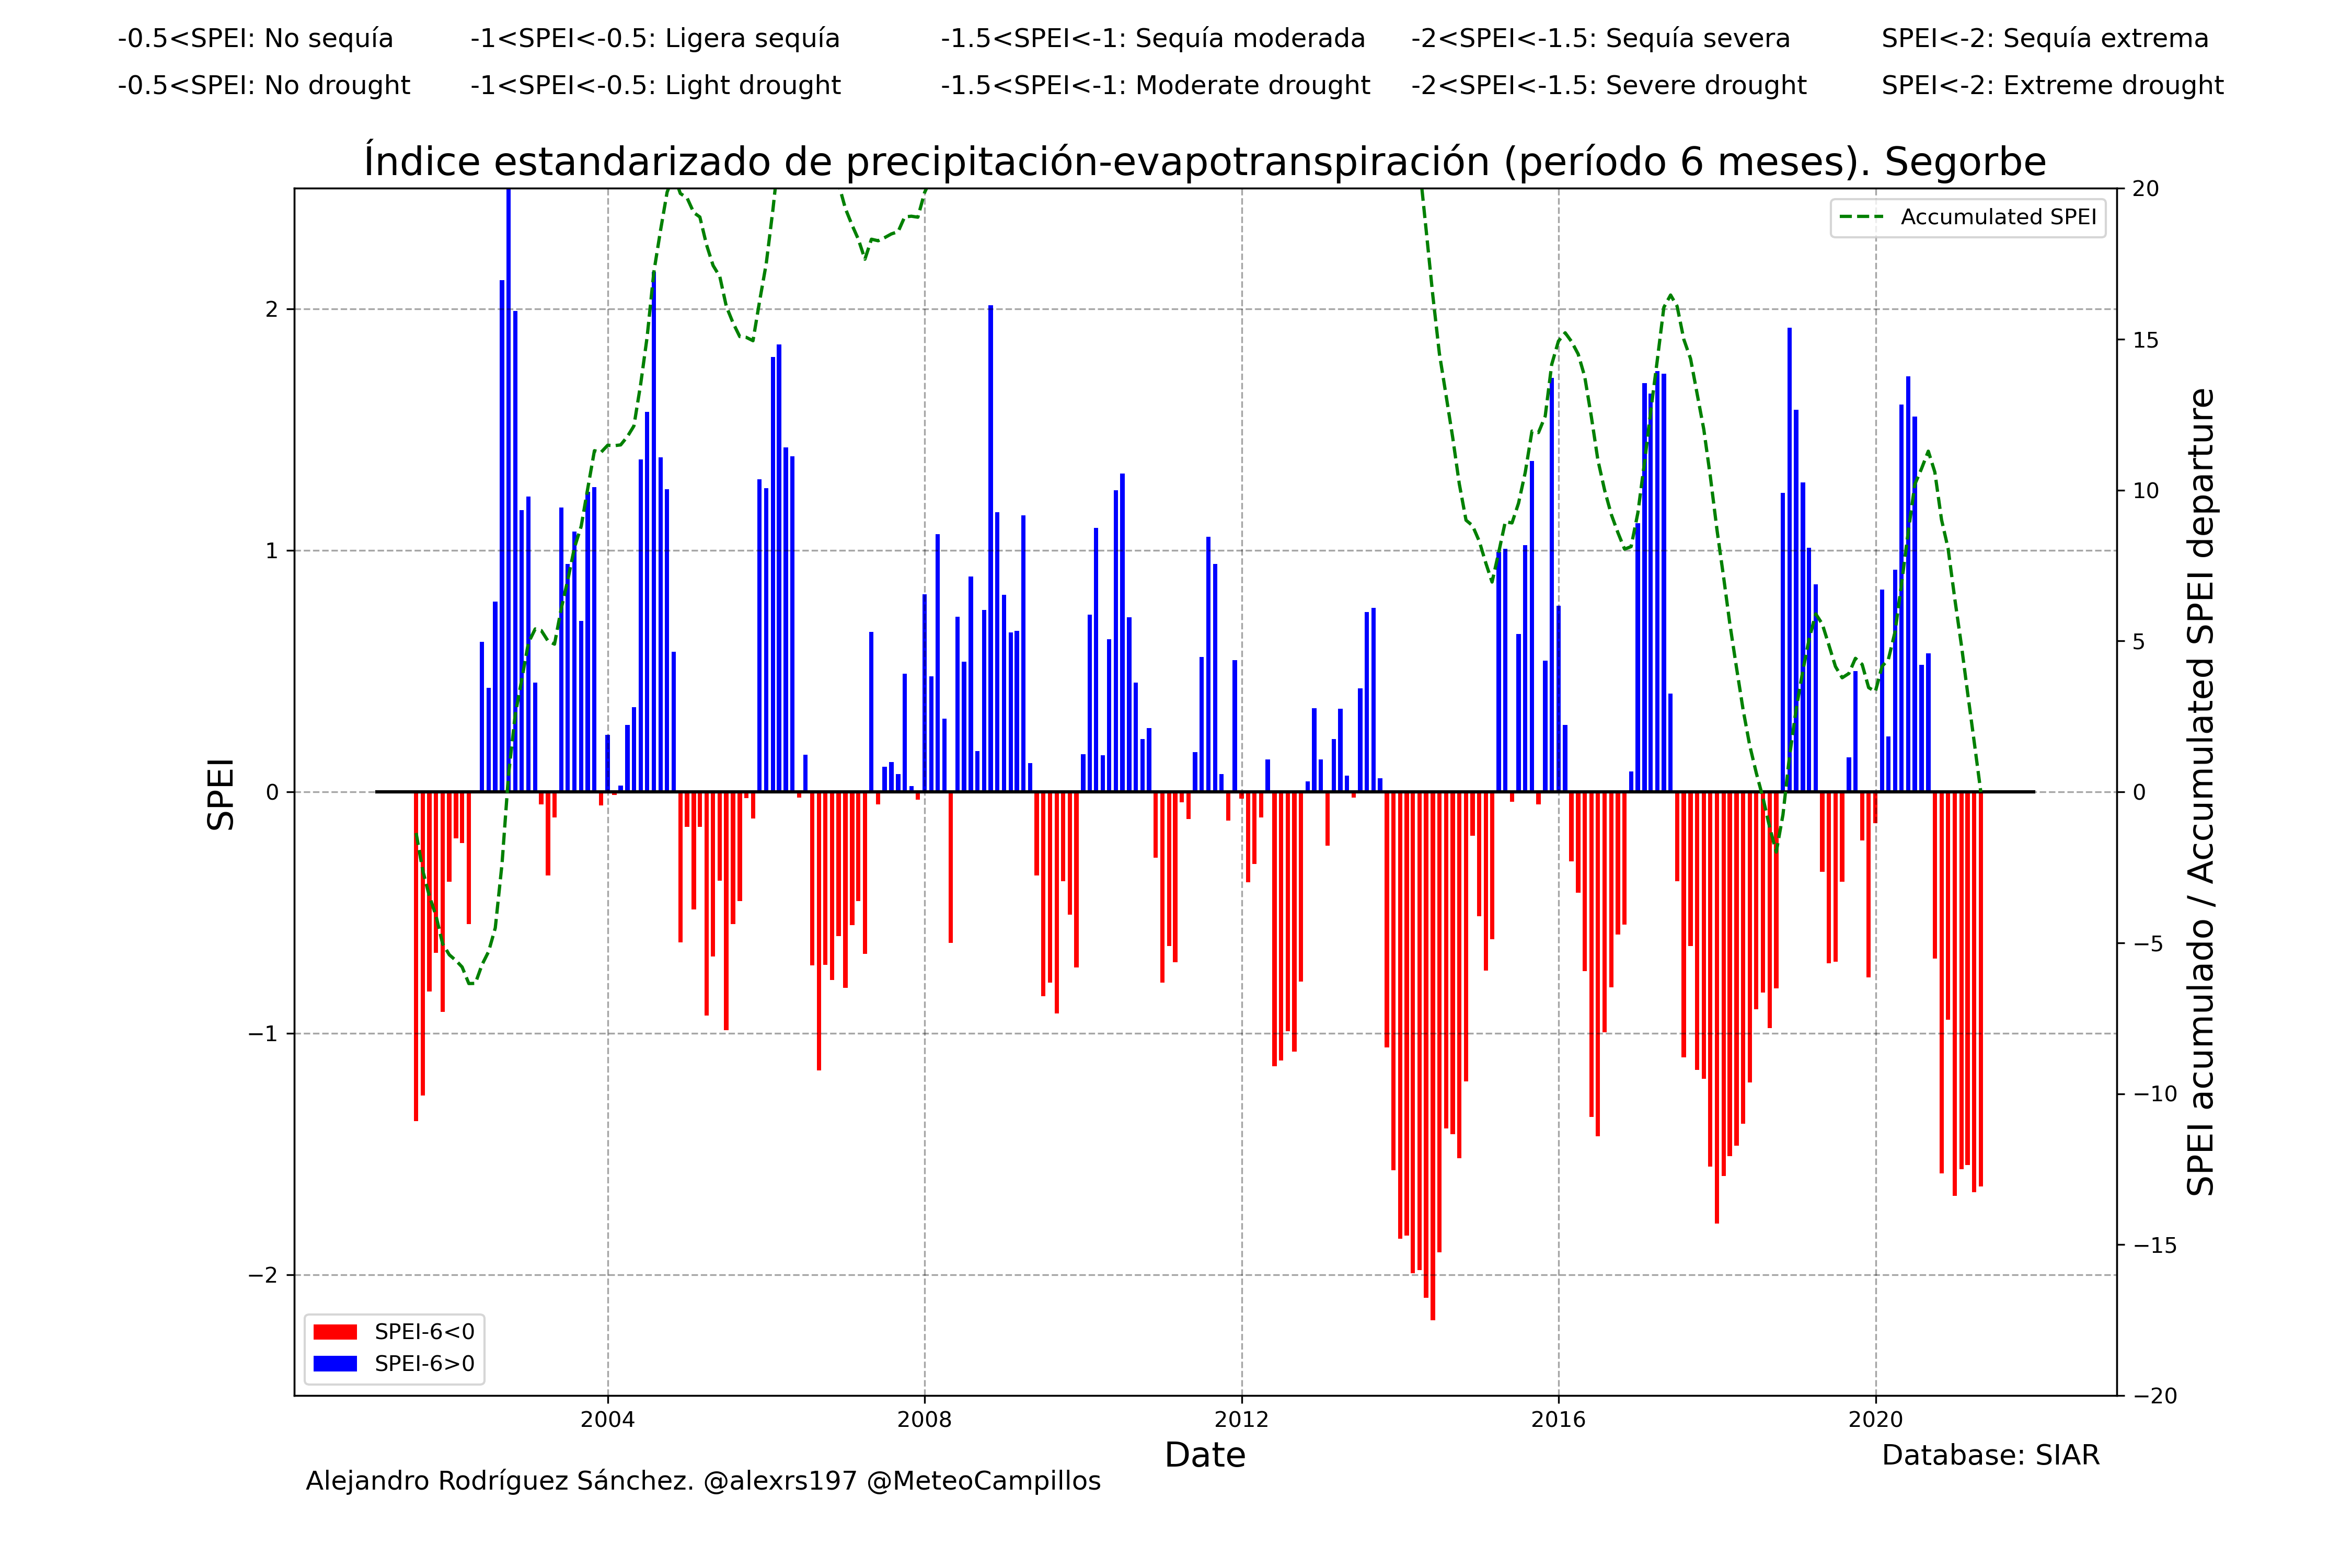 -0.5<SPEI: No sequía -1<SPEI<-0.5: Ligera sequía -1.5<SPEI<-1: Sequía moderada -2<SPEI<-1.5: Sequía severa SPEI<-2: Sequía extrema
-0.5<SPEI: No drought -1<SPEI<-0.5: Light drought -1.5<SPEI<-1: Moderate drought -2<SPEI<-1.5: Severe drought SPEI<-2: Extreme drought
Índice estandarizado de precipitación-evapotranspiración (período 6 meses). Segorbe
Accumulated SPEI
2
1
0
−1
−2
SPEI
20
15
10
5
0
−5
−10
−15
−20
SPEI acumulado / Accumulated SPEI departure
SPEI-6<0
SPEI-6>0
2004 2008 2012 2016 2020
Date
Database: SIAR
Alejandro Rodríguez Sánchez. @alexrs197 @MeteoCampillos